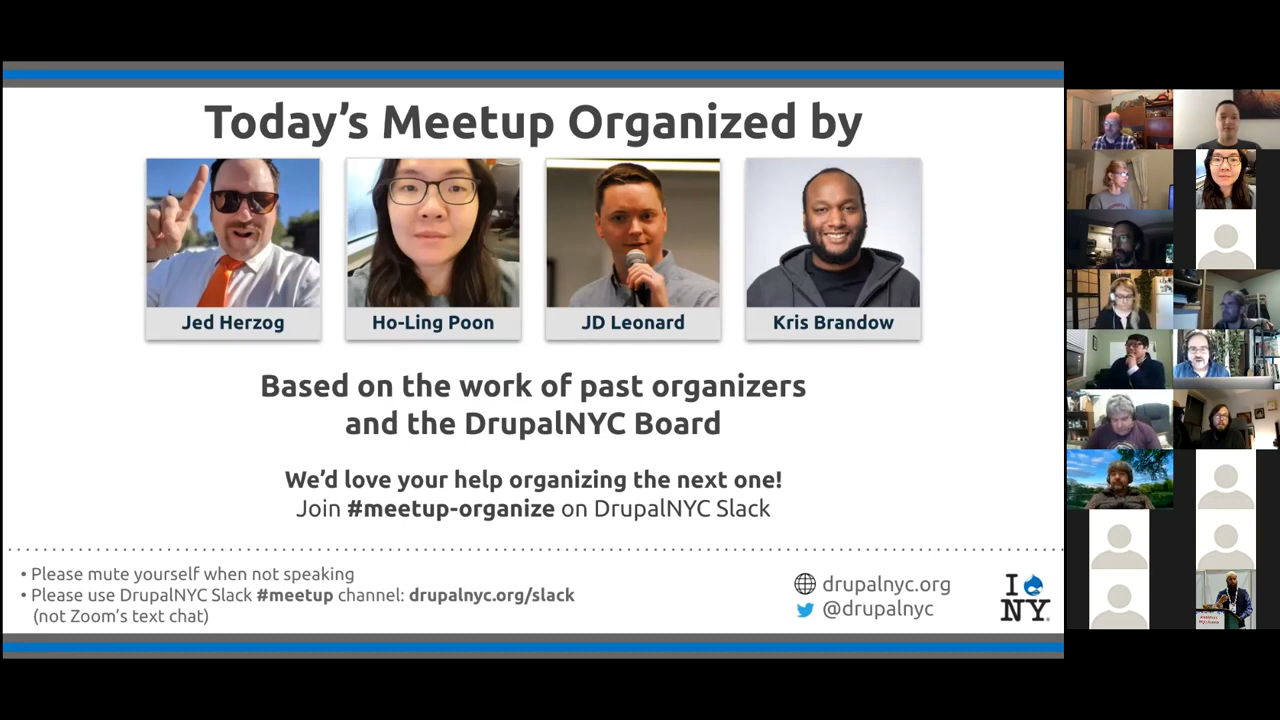 Today's Meetup Organized by
Jed Herzog
Ho-Ling Poon
JD Leonard
Kris Brandow
Based on the work of past organizers
and the DrupalNYC Board
We'd love your help organizing the next one!
Join #meetup-organize on DrupalNYC Slack
• Please mute yourself when not speaking
• Please use DrupalNYC Slack #meetup channel: drupalnyc.org/slack
(not Zoom's text chat)
drupalnyc.org
@drupalnyc
I
NY.